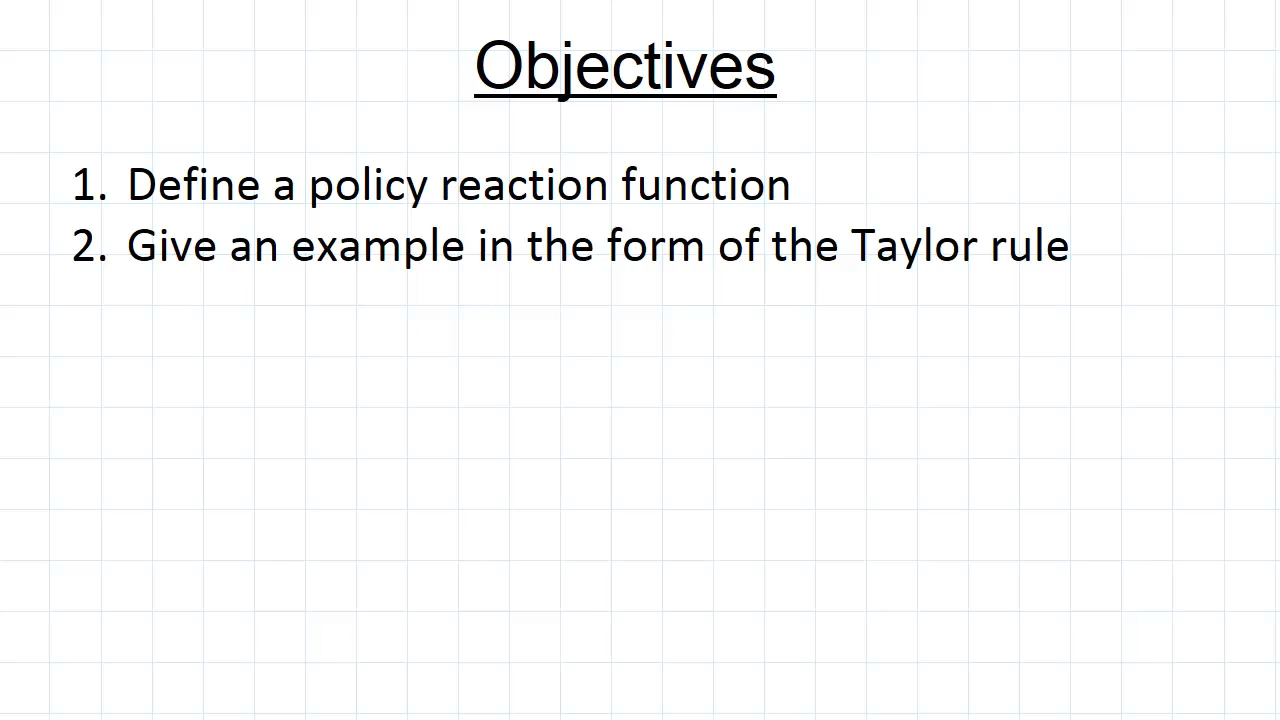 Objectives
1. Define a policy reaction function
2. Give an example in the form of the Taylor rule